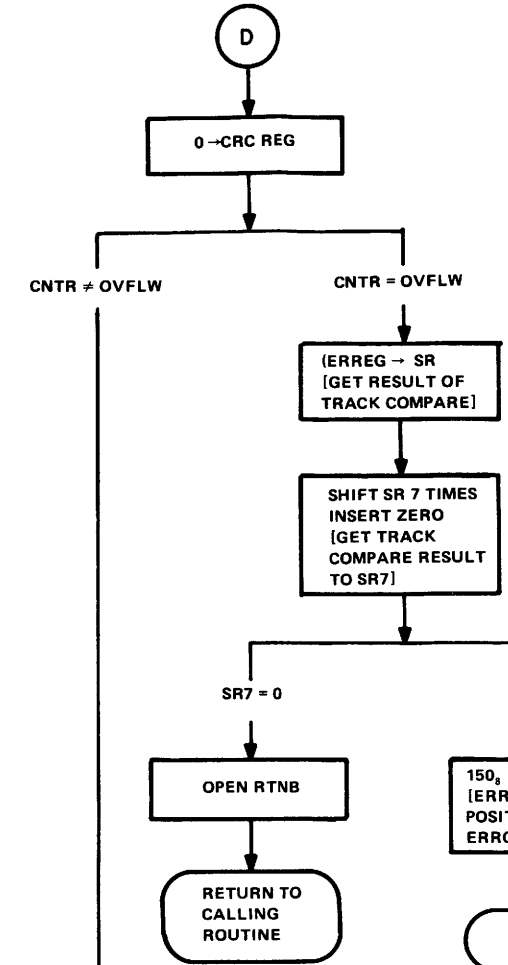 D
0→CRC REG
CNTR ≠ OVFLW
CNTR = OVFLW
(ERREG → SR
[GET RESULT OF
TRACK COMPARE]
SHIFT SR 7 TIMES
INSERT ZERO
[GET TRACK
COMPARE RESULT
TO SR7]
SR7 = 0
OPEN RTNB
150₈
[ERR
POSIT
ERRO
RETURN TO
CALLING
ROUTINE